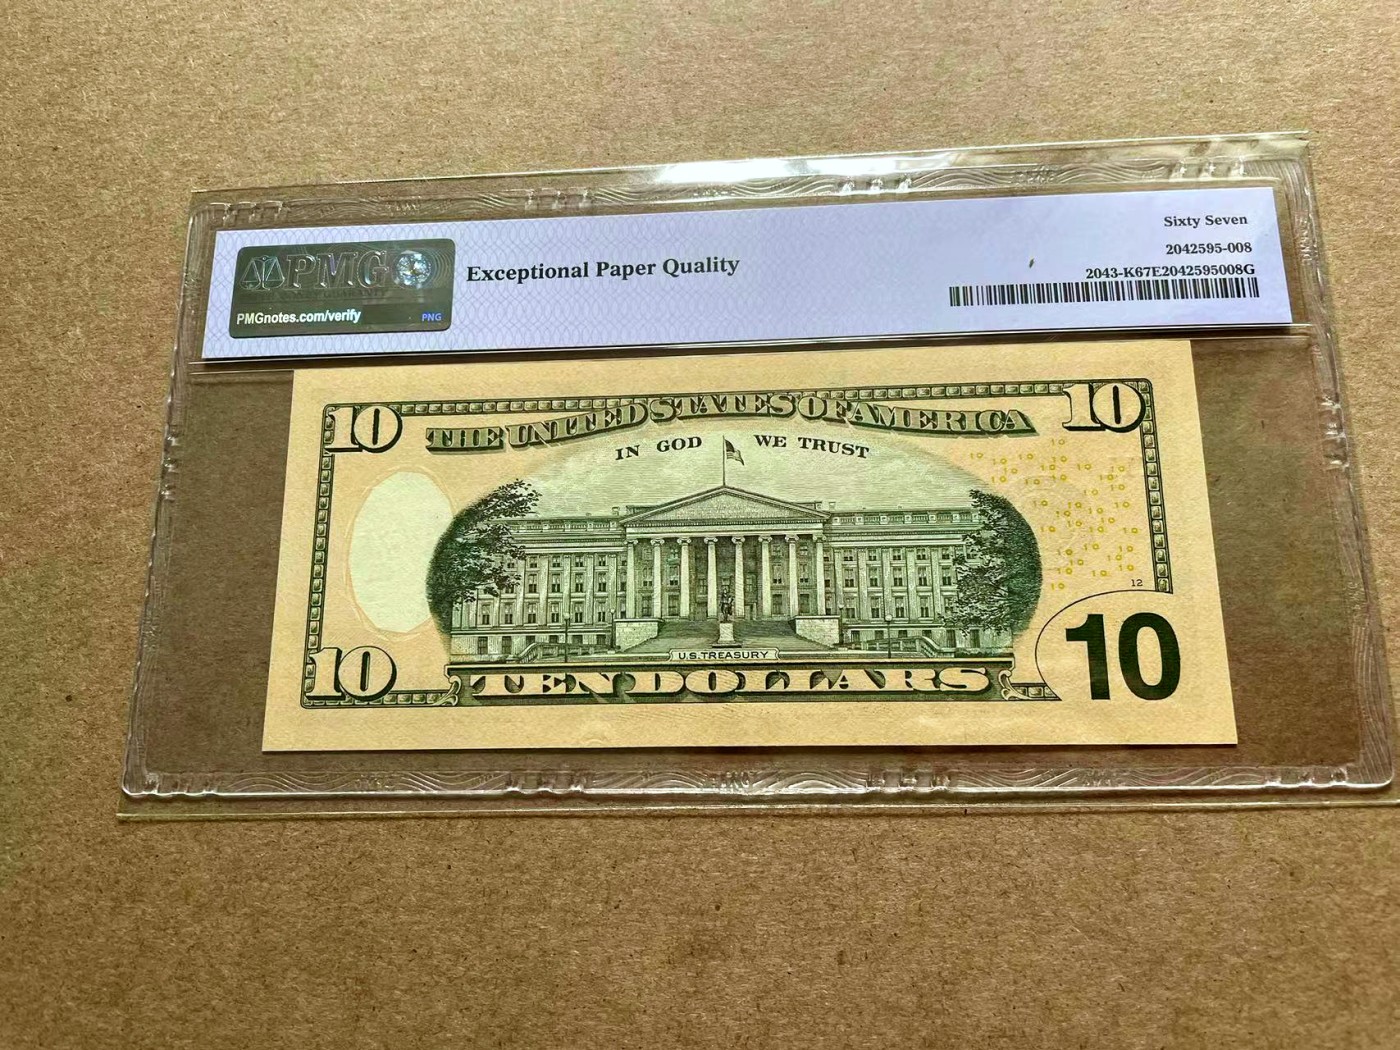 Sixty Seven
2042595-008
2043-K67E2042595008G
PMG
PMGnotes.com/verify
PNG
Exceptional Paper Quality
10
THE UNITED STATES OF AMERICA
10
IN GOD WE TRUST
12
U.S. TREASURY
10
TEN DOLLARS
10